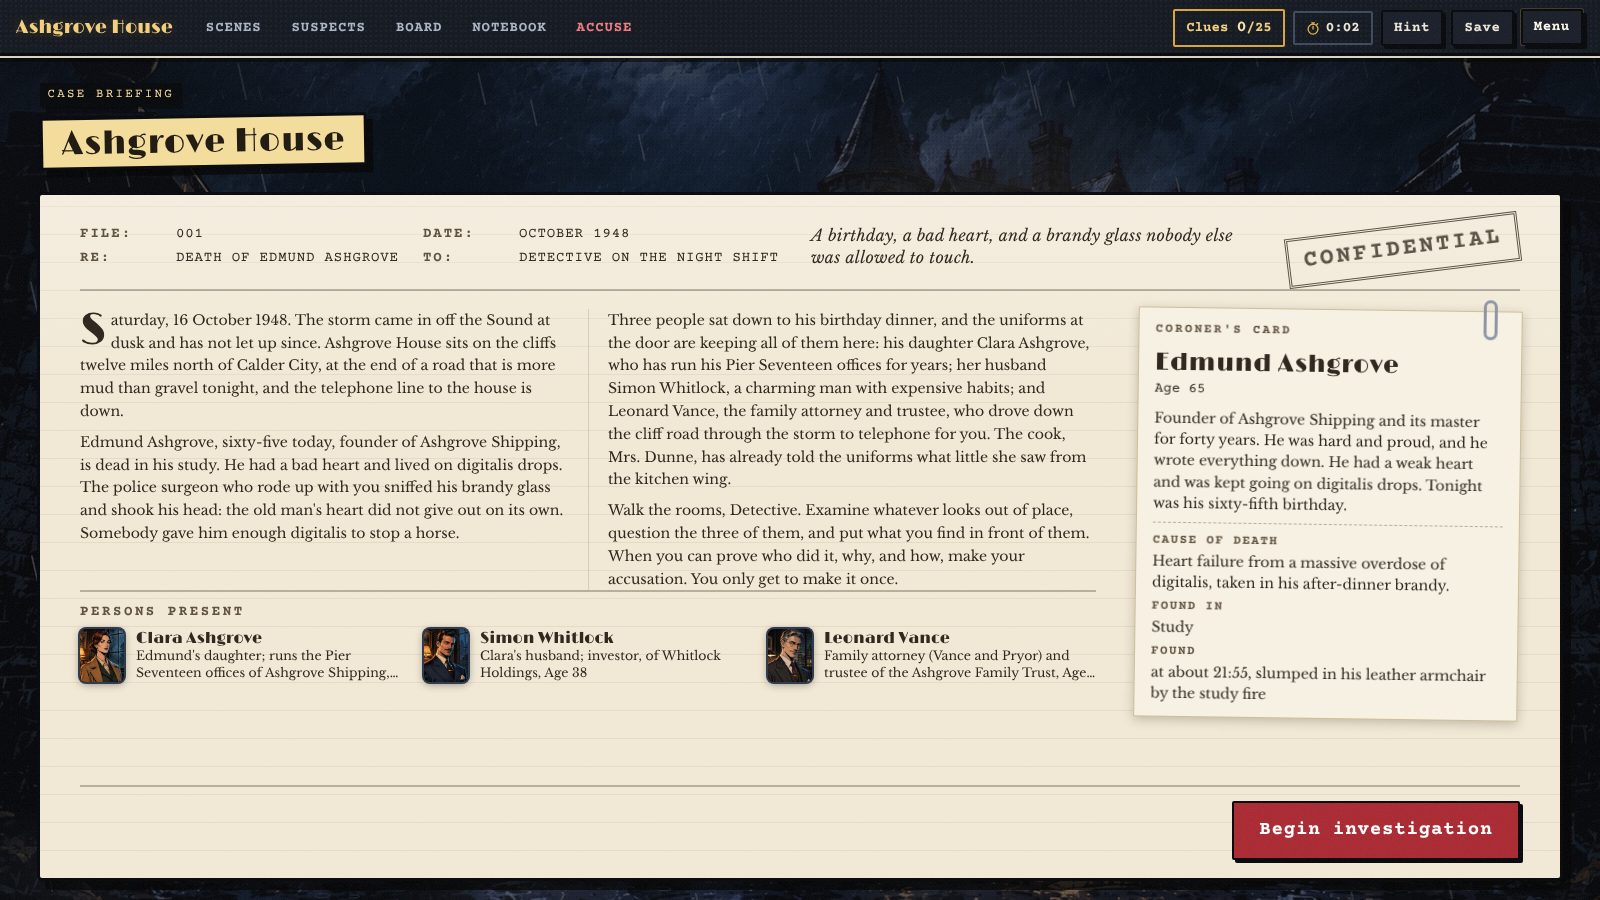 Ashgrove House
SCENES
SUSPECTS
BOARD
NOTEBOOK
ACCUSE
Clues 0/25
0:02
Hint
Save
Menu
CASE BRIEFING
Ashgrove House
FILE: 001
DATE: OCTOBER 1948
RE: DEATH OF EDMUND ASHGROVE
TO: DETECTIVE ON THE NIGHT SHIFT
A birthday, a bad heart, and a brandy glass nobody else
was allowed to touch.
CONFIDENTIAL
Saturday, 16 October 1948. The storm came in off the Sound at
dusk and has not let up since. Ashgrove House sits on the cliffs
twelve miles north of Calder City, at the end of a road that is more
mud than gravel tonight, and the telephone line to the house is
down.
Edmund Ashgrove, sixty-five today, founder of Ashgrove Shipping,
is dead in his study. He had a bad heart and lived on digitalis drops.
The police surgeon who rode up with you sniffed his brandy glass
and shook his head: the old man's heart did not give out on its own.
Somebody gave him enough digitalis to stop a horse.
Three people sat down to his birthday dinner, and the uniforms at
the door are keeping all of them here: his daughter Clara Ashgrove,
who has run his Pier Seventeen offices for years; her husband
Simon Whitlock, a charming man with expensive habits; and
Leonard Vance, the family attorney and trustee, who drove down
the cliff road through the storm to telephone for you. The cook,
Mrs. Dunne, has already told the uniforms what little she saw from
the kitchen wing.
Walk the rooms, Detective. Examine whatever looks out of place,
question the three of them, and put what you find in front of them.
When you can prove who did it, why, and how, make your
accusation. You only get to make it once.
PERSONS PRESENT
Clara Ashgrove
Edmund's daughter; runs the Pier
Seventeen offices of Ashgrove Shipping,...
Simon Whitlock
Clara's husband; investor, of Whitlock
Holdings, Age 38
Leonard Vance
Family attorney (Vance and Pryor) and
trustee of the Ashgrove Family Trust, Age...
CORONER'S CARD
Edmund Ashgrove
Age 65
Founder of Ashgrove Shipping and its master
for forty years. He was hard and proud, and he
wrote everything down. He had a weak heart
and was kept going on digitalis drops. Tonight
was his sixty-fifth birthday.
CAUSE OF DEATH
Heart failure from a massive overdose of
digitalis, taken in his after-dinner brandy.
FOUND IN
Study
FOUND
at about 21:55, slumped in his leather armchair
by the study fire
Begin investigation